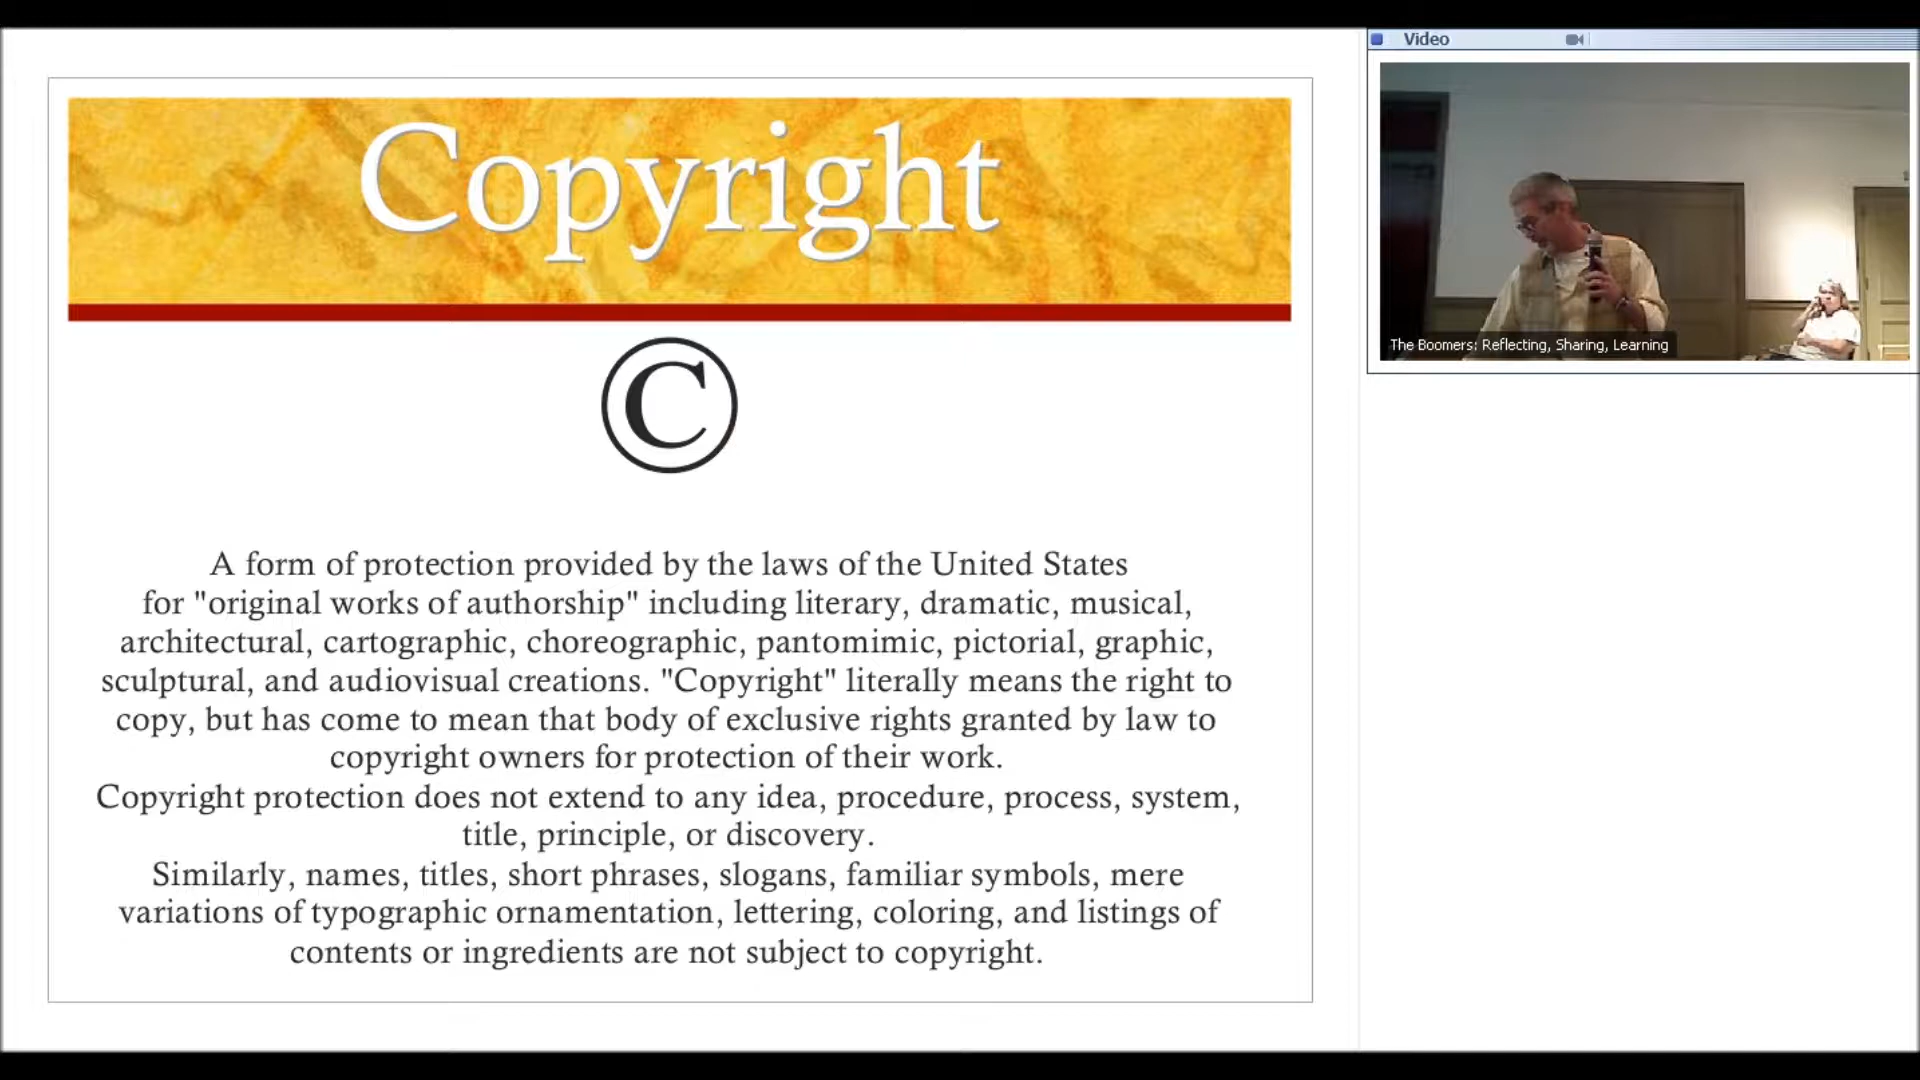 Copyright
©
A form of protection provided by the laws of the United States
for "original works of authorship" including literary, dramatic, musical,
architectural, cartographic, choreographic, pantomimic, pictorial, graphic,
sculptural, and audiovisual creations. "Copyright" literally means the right to
copy, but has come to mean that body of exclusive rights granted by law to
copyright owners for protection of their work.
Copyright protection does not extend to any idea, procedure, process, system,
title, principle, or discovery.
Similarly, names, titles, short phrases, slogans, familiar symbols, mere
variations of typographic ornamentation, lettering, coloring, and listings of
contents or ingredients are not subject to copyright.
Video
The Boomers: Reflecting, Sharing, Learning